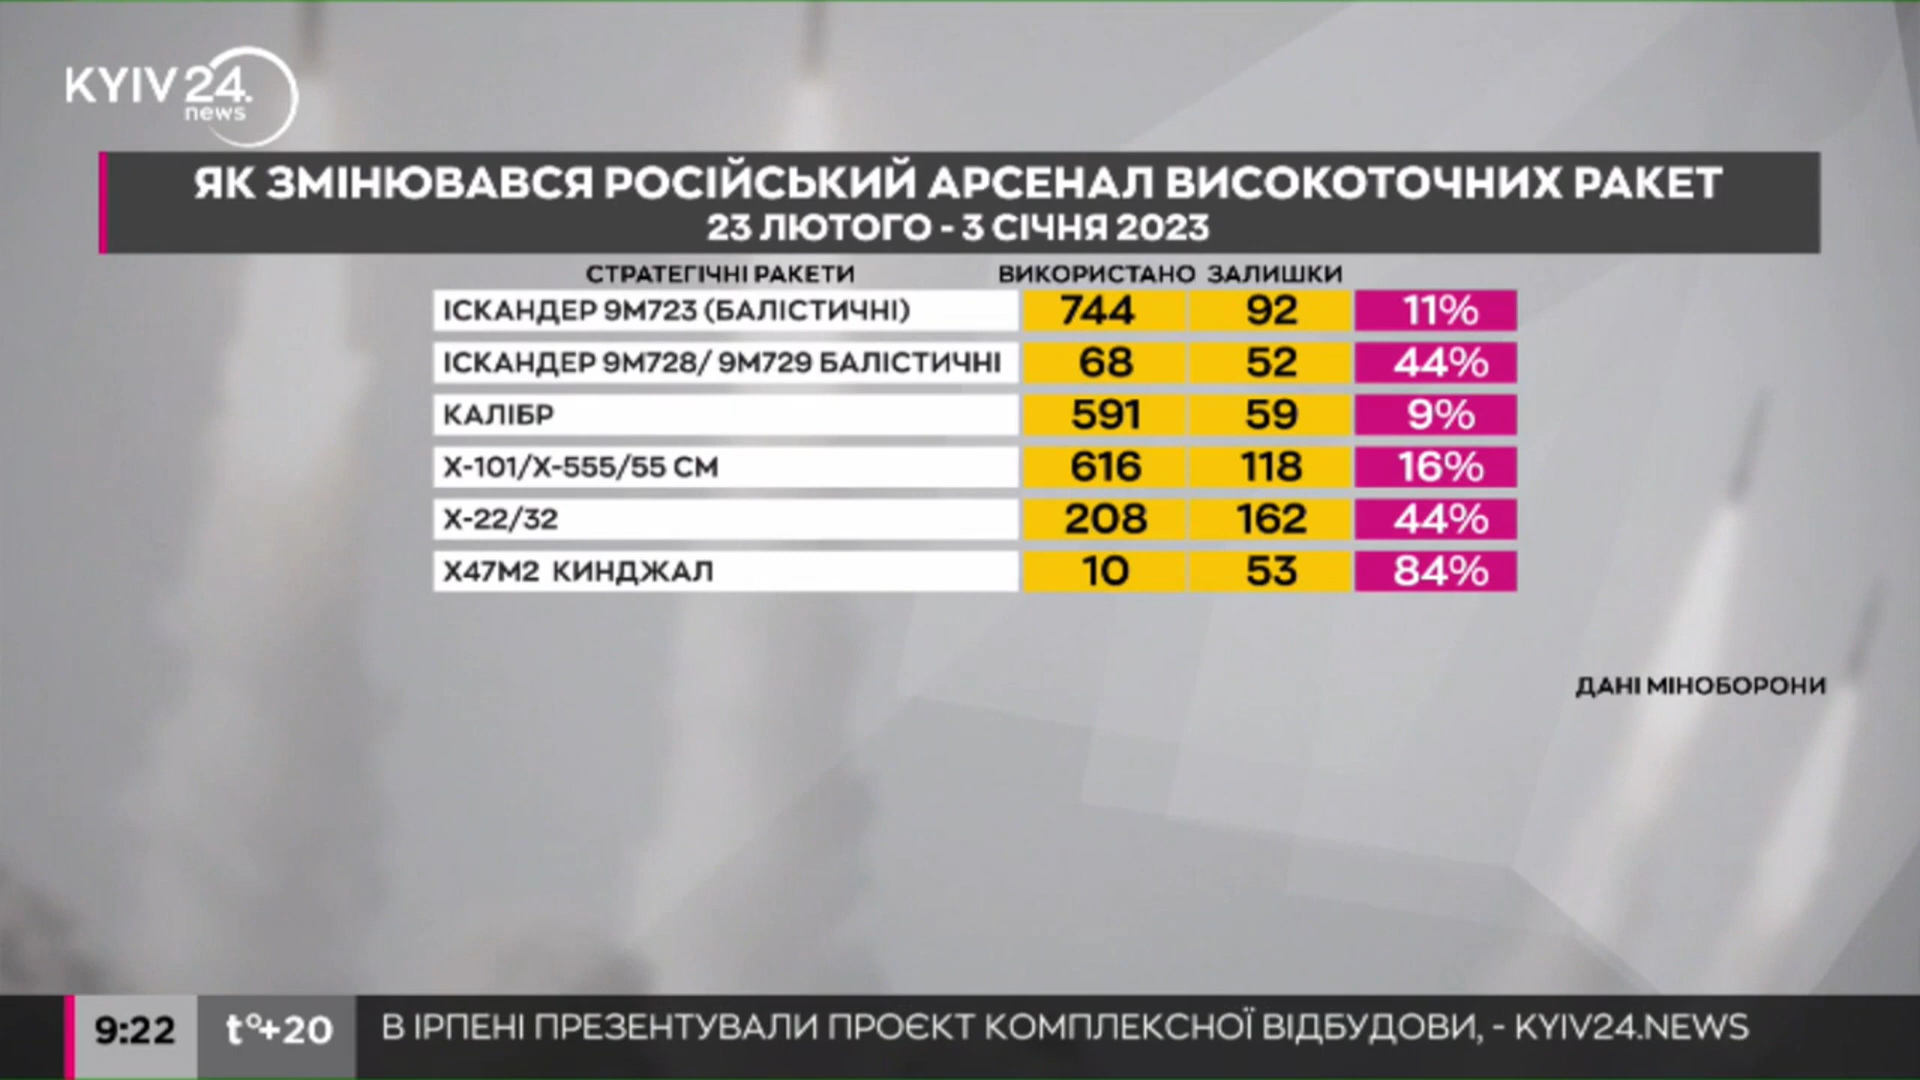 KYIV 24.
news
ЯК ЗМІНЮВАВСЯ РОСІЙСЬКИЙ АРСЕНАЛ ВИСОКОТОЧНИХ РАКЕТ
23 ЛЮТОГО - 3 СІЧНЯ 2023
СТРАТЕГІЧНІ РАКЕТИ ВИКОРИСТАНО ЗАЛИШКИ
ІСКАНДЕР 9М723 (БАЛІСТИЧНІ) 744 92 11%
ІСКАНДЕР 9М728/ 9М729 БАЛІСТИЧНІ 68 52 44%
КАЛІБР 591 59 9%
Х-101/Х-555/55 СМ 616 118 16%
Х-22/32 208 162 44%
Х47М2 КИНДЖАЛ 10 53 84%
ДАНІ МІНОБОРОНИ
9:22 t°+20 В ІРПЕНІ ПРЕЗЕНТУВАЛИ ПРОЄКТ КОМПЛЕКСНОЇ ВІДБУДОВИ, - KYIV24.NEWS